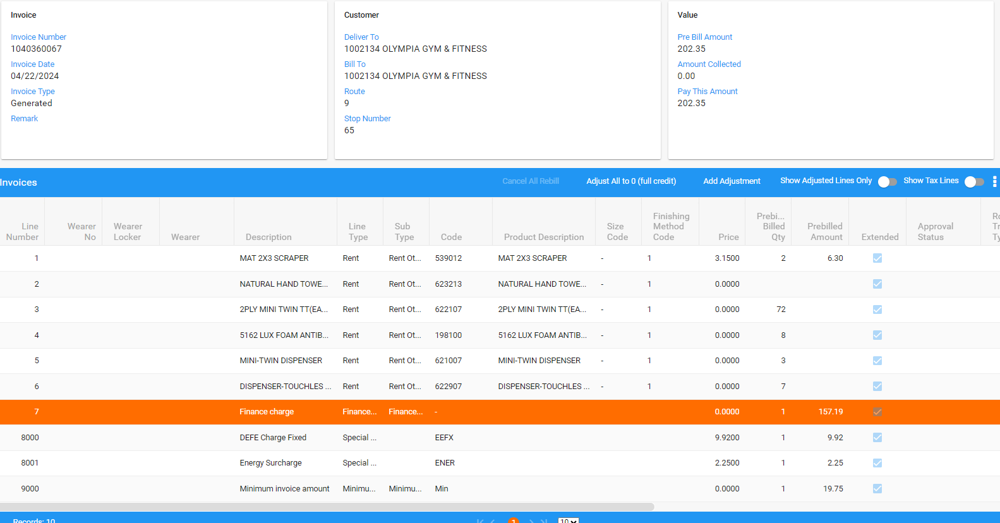 Invoice
Invoice Number
1040360067
Invoice Date
04/22/2024
Invoice Type
Generated
Remark
Customer
Deliver To
1002134 OLYMPIA GYM & FITNESS
Bill To
1002134 OLYMPIA GYM & FITNESS
Route
9
Stop Number
65
Value
Pre Bill Amount
202.35
Amount Collected
0.00
Pay This Amount
202.35
Invoices Cancel All Rebill Adjust All to 0 (full credit) Add Adjustment Show Adjusted Lines Only Show Tax Lines
Line Number Wearer No Wearer Locker Wearer Description Line Type Sub Type Code Product Description Size Code Finishing Method Code Price Prebi... Billed Qty Prebilled Amount Extended Approval Status
1 MAT 2X3 SCRAPER Rent Rent Ot... 539012 MAT 2X3 SCRAPER - 1 3.1500 2 6.30
2 NATURAL HAND TOWE... Rent Rent Ot... 623213 NATURAL HAND TOWE... - 1 0.0000
3 2PLY MINI TWIN TT(EA... Rent Rent Ot... 622107 2PLY MINI TWIN TT(EA... - 1 0.0000 72
4 5162 LUX FOAM ANTIB... Rent Rent Ot... 198100 5162 LUX FOAM ANTIB... - 1 0.0000 8
5 MINI-TWIN DISPENSER Rent Rent Ot... 621007 MINI-TWIN DISPENSER - 1 0.0000 3
6 DISPENSER-TOUCHLES ... Rent Rent Ot... 622907 DISPENSER-TOUCHLES ... - 1 0.0000 7
7 Finance charge Finance... Finance... - 0.0000 1 157.19
8000 DEFE Charge Fixed Special ... EEFX 9.9200 1 9.92
8001 Energy Surcharge Special ... ENER 2.2500 1 2.25
9000 Minimum invoice amount Minimu... Minimu... Min 0.0000 1 19.75
Records: 10 1 10